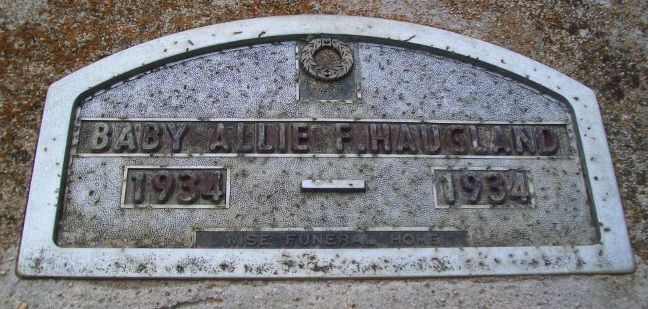 BABY ALLIE F. HAUGLAND
1934 — 1934
WISE FUNERAL HOME